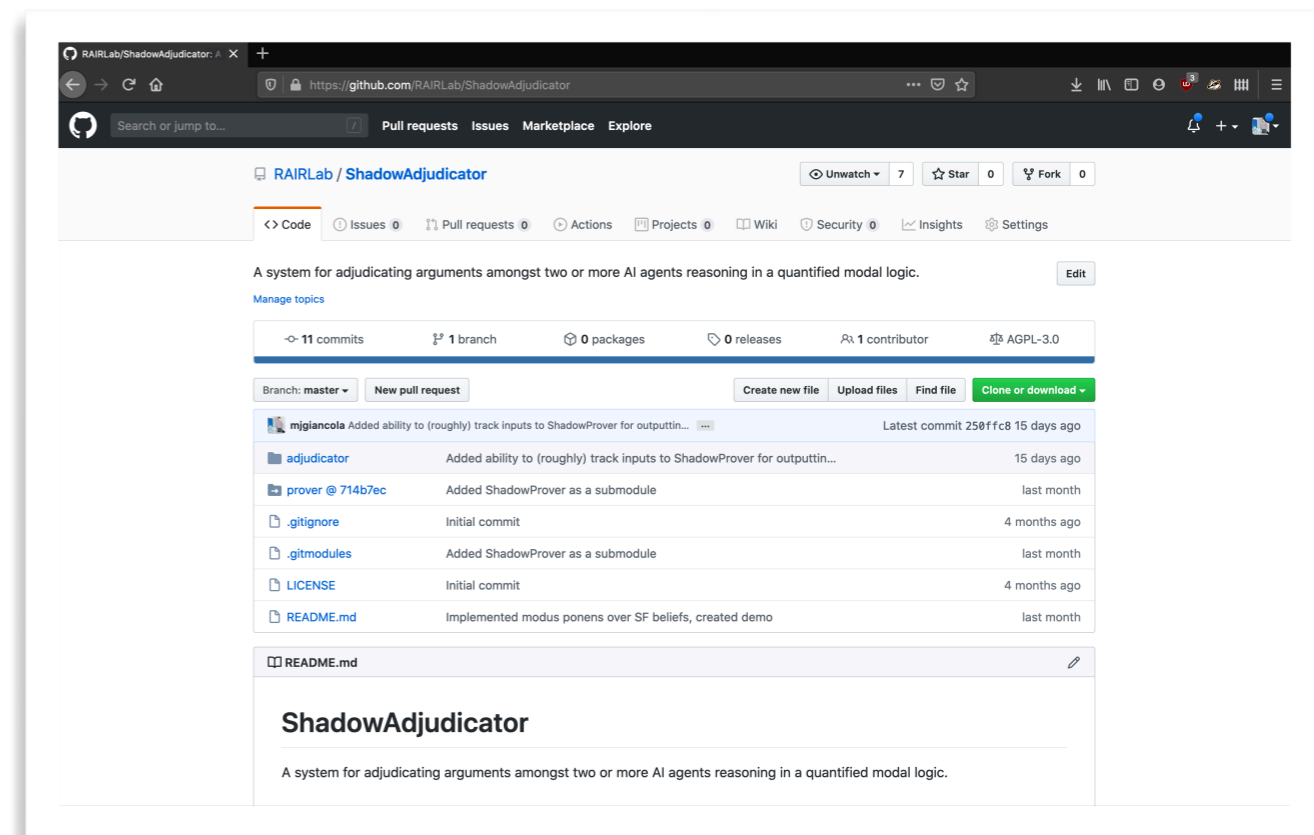 RAIRLab/ShadowAdjudicator: A
https://github.com/RAIRLab/ShadowAdjudicator
3
Search or jump to... /
Pull requests Issues Marketplace Explore
RAIRLab / ShadowAdjudicator
Unwatch 7 Star 0 Fork 0
Code Issues 0 Pull requests 0 Actions Projects 0 Wiki Security 0 Insights Settings
A system for adjudicating arguments amongst two or more AI agents reasoning in a quantified modal logic. Edit
Manage topics
11 commits 1 branch 0 packages 0 releases 1 contributor AGPL-3.0
Branch: master New pull request Create new file Upload files Find file Clone or download
mjgiancola Added ability to (roughly) track inputs to ShadowProver for outputtin... ... Latest commit 250ffc8 15 days ago
adjudicator Added ability to (roughly) track inputs to ShadowProver for outputtin... 15 days ago
prover @ 714b7ec Added ShadowProver as a submodule last month
.gitignore Initial commit 4 months ago
.gitmodules Added ShadowProver as a submodule last month
LICENSE Initial commit 4 months ago
README.md Implemented modus ponens over SF beliefs, created demo last month
README.md
ShadowAdjudicator
A system for adjudicating arguments amongst two or more AI agents reasoning in a quantified modal logic.